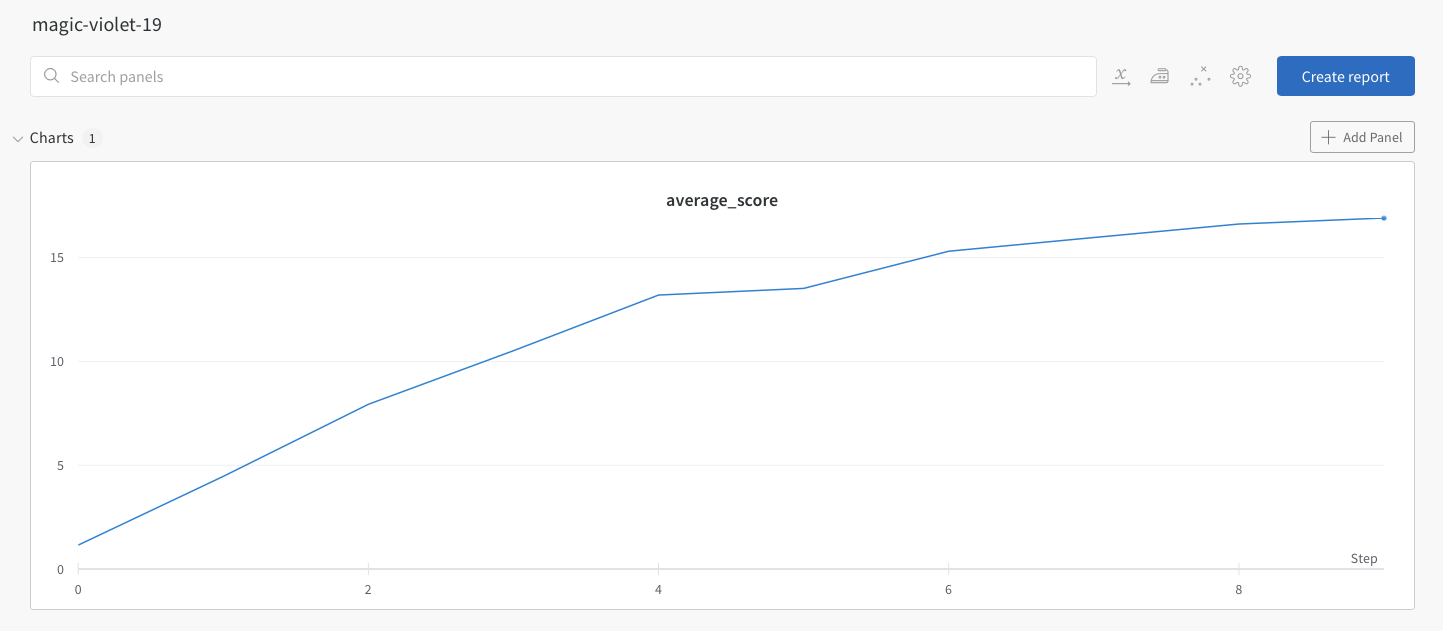 magic-violet-19
Search panels
x
Create report
Charts 1
Add Panel
average_score
15
10
5
0
Step
0 2 4 6 8